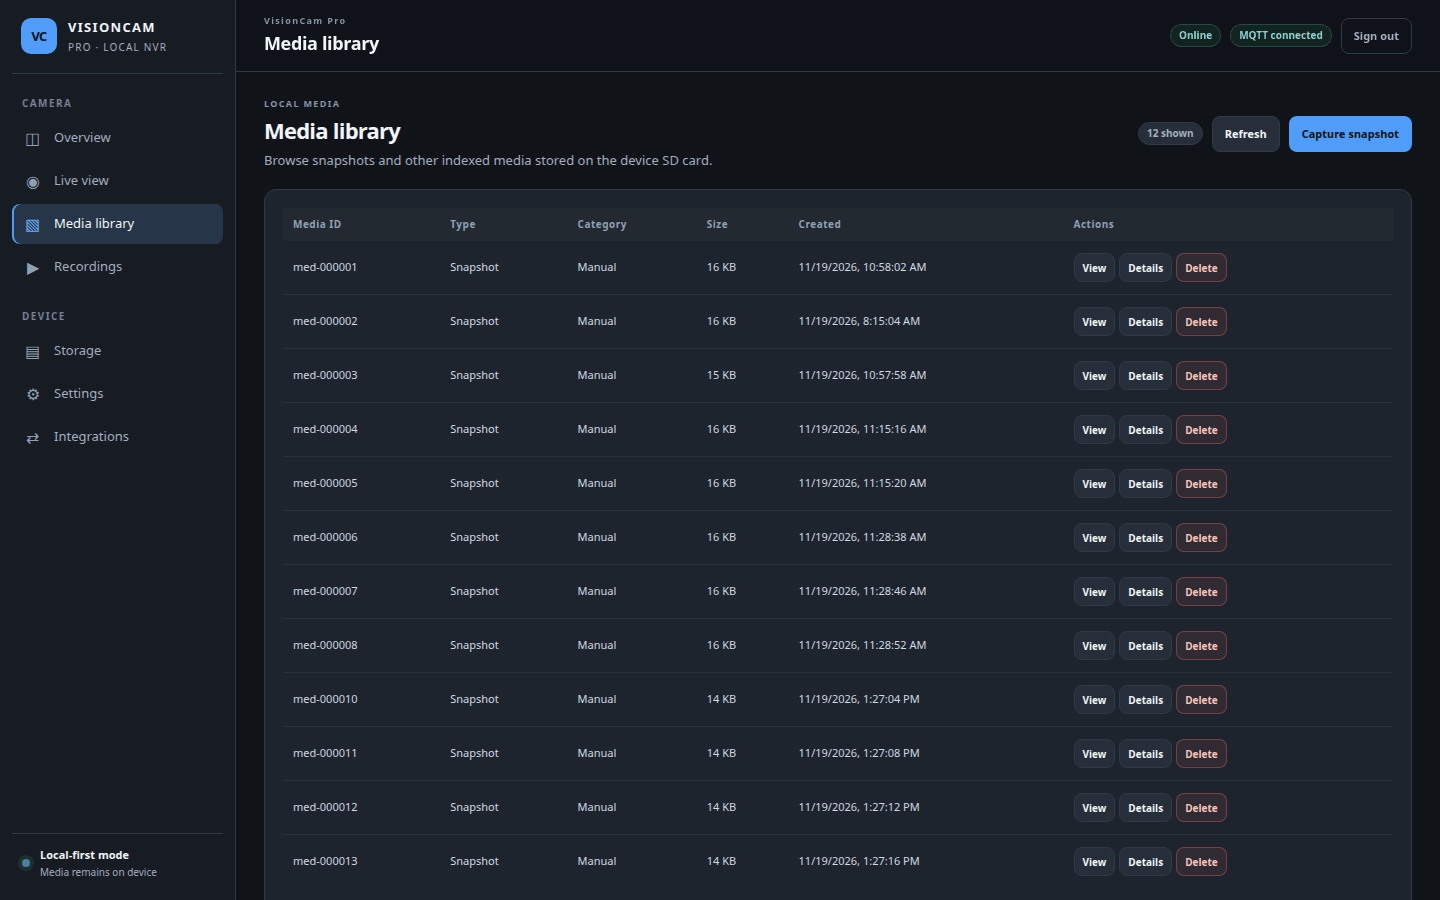 VC
VISIONCAM
PRO · LOCAL NVR
CAMERA
Overview
Live view
Media library
Recordings
DEVICE
Storage
Settings
Integrations
Local-first mode
Media remains on device
VisionCam Pro
Media library
Online
MQTT connected
Sign out
LOCAL MEDIA
Media library
Browse snapshots and other indexed media stored on the device SD card.
12 shown
Refresh
Capture snapshot
Media ID Type Category Size Created Actions
med-000001 Snapshot Manual 16 KB 11/19/2026, 10:58:02 AM View Details Delete
med-000002 Snapshot Manual 16 KB 11/19/2026, 8:15:04 AM View Details Delete
med-000003 Snapshot Manual 15 KB 11/19/2026, 10:57:58 AM View Details Delete
med-000004 Snapshot Manual 16 KB 11/19/2026, 11:15:16 AM View Details Delete
med-000005 Snapshot Manual 16 KB 11/19/2026, 11:15:20 AM View Details Delete
med-000006 Snapshot Manual 16 KB 11/19/2026, 11:28:38 AM View Details Delete
med-000007 Snapshot Manual 16 KB 11/19/2026, 11:28:46 AM View Details Delete
med-000008 Snapshot Manual 16 KB 11/19/2026, 11:28:52 AM View Details Delete
med-000010 Snapshot Manual 14 KB 11/19/2026, 1:27:04 PM View Details Delete
med-000011 Snapshot Manual 14 KB 11/19/2026, 1:27:08 PM View Details Delete
med-000012 Snapshot Manual 14 KB 11/19/2026, 1:27:12 PM View Details Delete
med-000013 Snapshot Manual 14 KB 11/19/2026, 1:27:16 PM View Details Delete